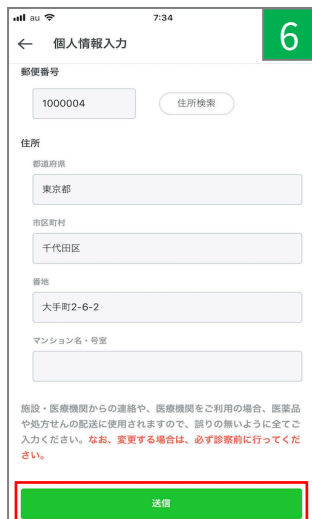 au 7:34
6
← 個人情報入力
郵便番号
1000004 住所検索
住所
都道府県
東京都
市区町村
千代田区
番地
大手町2-6-2
マンション名・号室
施設・医療機関からの連絡や、医療機関をご利用の場合、医薬品
や処方せんの配送に使用されますので、誤りの無いように全てご
入力ください。なお、変更する場合は、必ず診察前に行ってくだ
さい。
送信